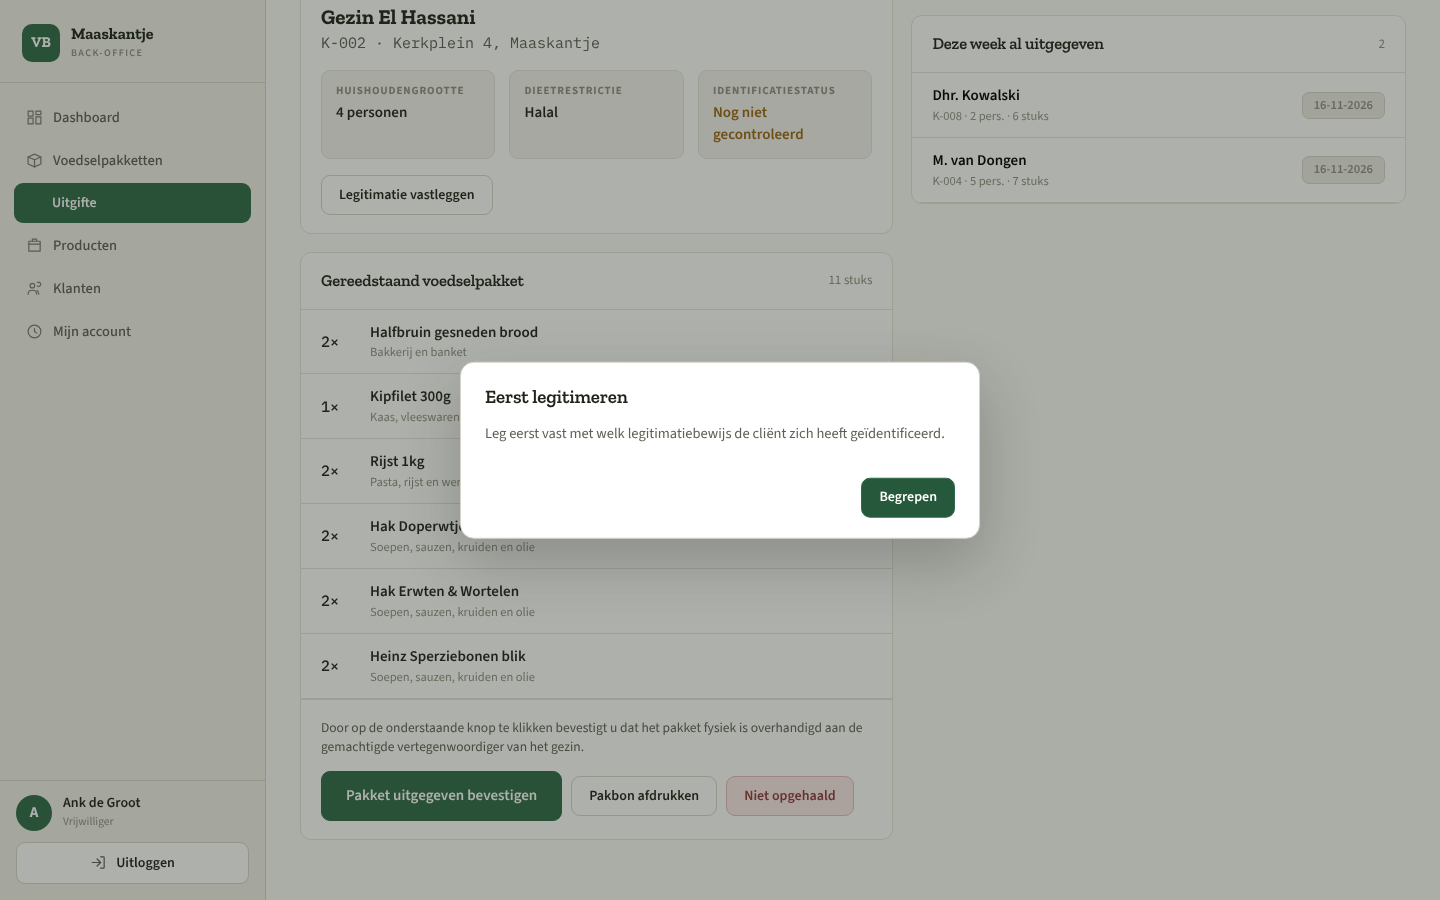 VB
Maaskantje
BACK-OFFICE
Dashboard
Voedselpakketten
Uitgifte
Producten
Klanten
Mijn account
A
Ank de Groot
Vrijwilliger
Uitloggen
Gezin El Hassani
K-002 · Kerkplein 4, Maaskantje
HUISHOUDENGROOTTE
4 personen
DIEETRESTRICTIE
Halal
IDENTIFICATIESTATUS
Nog niet
gecontroleerd
Legitimatie vastleggen
Gereedstaand voedselpakket
11 stuks
2×
Halfbruin gesneden brood
Bakkerij en banket
1×
Kipfilet 300g
Kaas, vleeswaren
2×
Rijst 1kg
Pasta, rijst en
2×
Hak
Soepen, sauzen, kruiden en olie
2×
Hak Erwten & Wortelen
Soepen, sauzen, kruiden en olie
2×
Heinz Sperziebonen blik
Soepen, sauzen, kruiden en olie
Door op de onderstaande knop te klikken bevestigt u dat het pakket fysiek is overhandigd aan de
gemachtigde vertegenwoordiger van het gezin.
Pakket uitgegeven bevestigen
Pakbon afdrukken
Niet opgehaald
Eerst legitimeren
Leg eerst vast met welk legitimatiebewijs de cliënt zich heeft geïdentificeerd.
Begrepen
Deze week al uitgegeven
2
Dhr. Kowalski
K-008 · 2 pers. · 6 stuks
16-11-2026
M. van Dongen
K-004 · 5 pers. · 7 stuks
16-11-2026